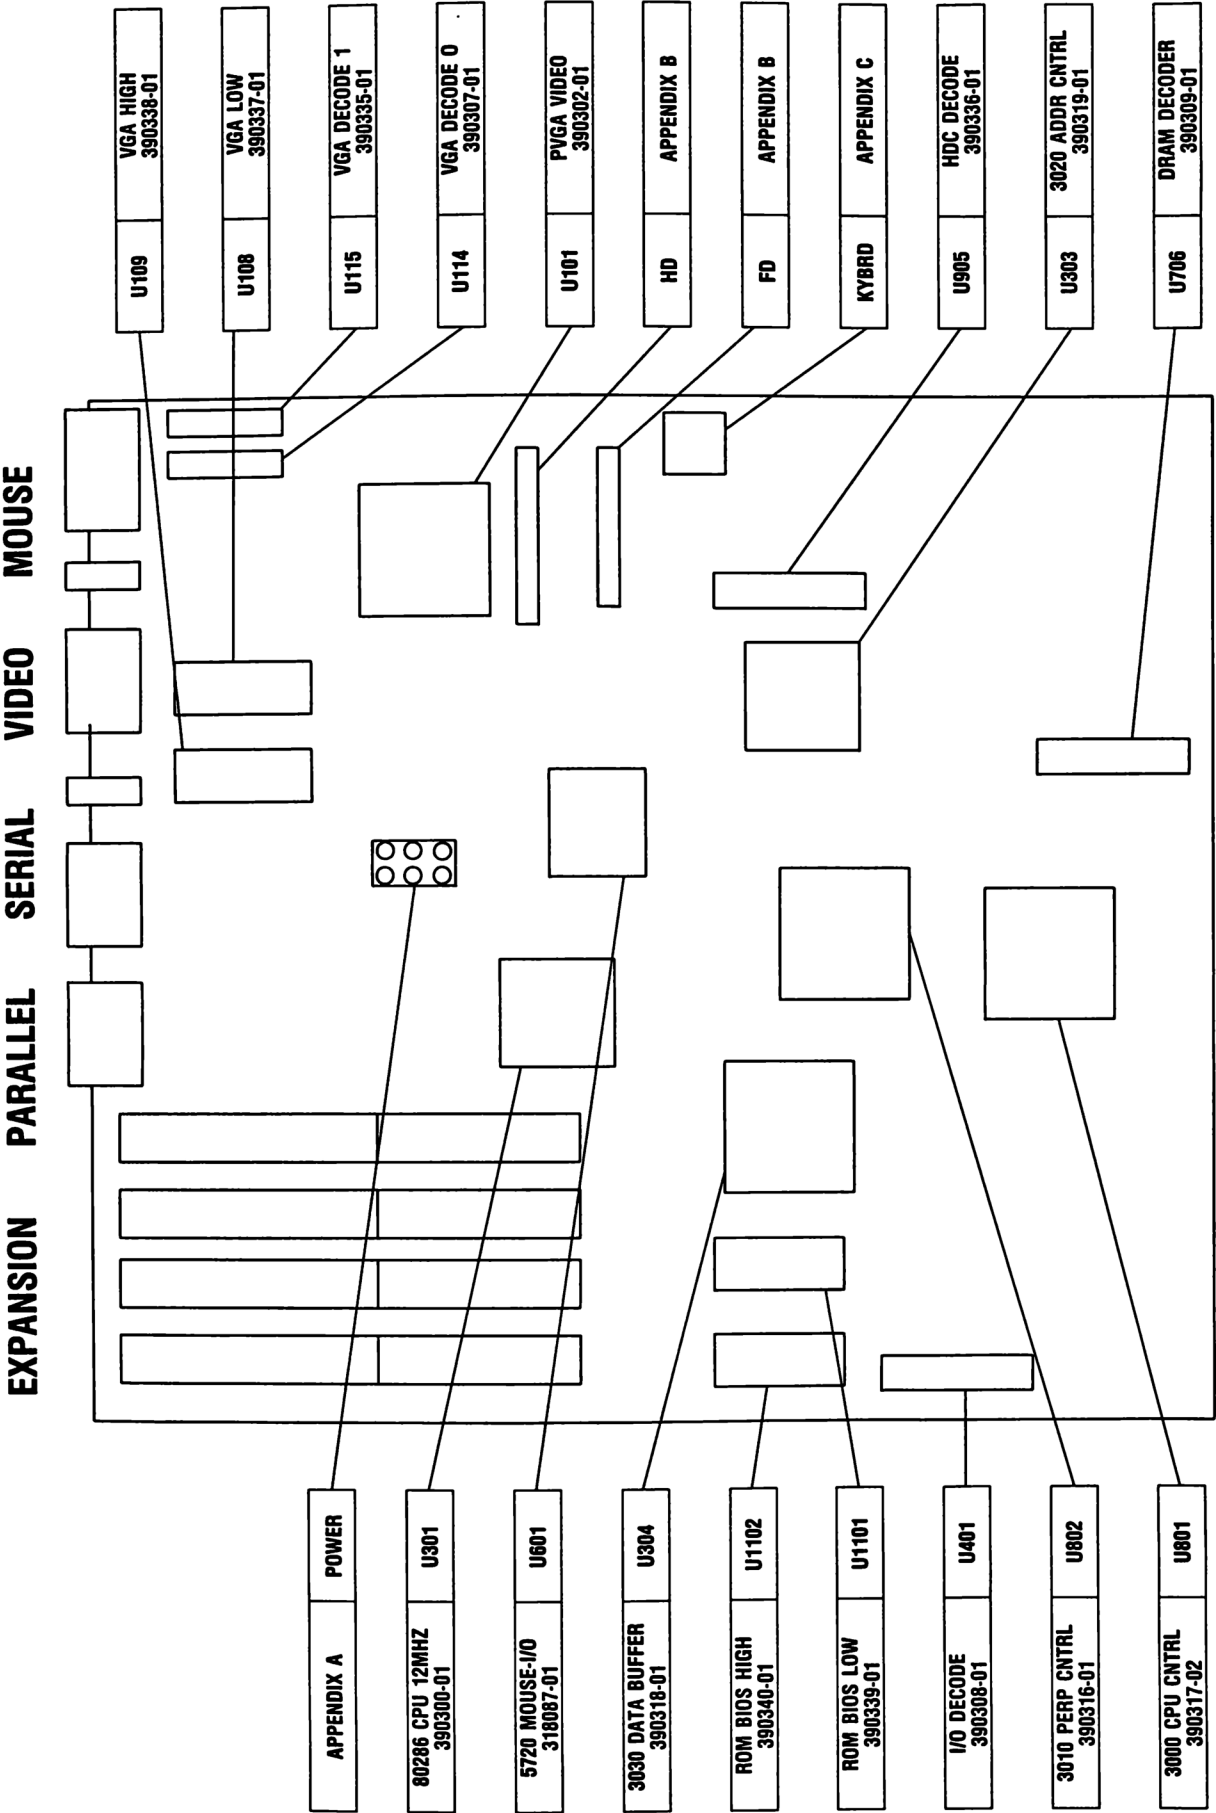 EXPANSION PARALLEL SERIAL VIDEO MOUSE
APPENDIX A
POWER
80286 CPU 12MHZ
390300-01
U301
5720 MOUSE-I/O
318087-01
U601
3030 DATA BUFFER
390318-01
U304
ROM BIOS HIGH
390340-01
U1102
ROM BIOS LOW
390339-01
U1101
I/O DECODE
390308-01
U401
3010 PERP CNTRL
390316-01
U802
3000 CPU CNTRL
390317-02
U801
U109
VGA HIGH
390338-01
U108
VGA LOW
390337-01
U115
VGA DECODE 1
390335-01
U114
VGA DECODE 0
390307-01
U101
PVGA VIDEO
390302-01
HD
APPENDIX B
FD
APPENDIX B
KYBRD
APPENDIX C
U905
HDC DECODE
390336-01
U303
3020 ADDR CNTRL
390319-01
U706
DRAM DECODER
390309-01